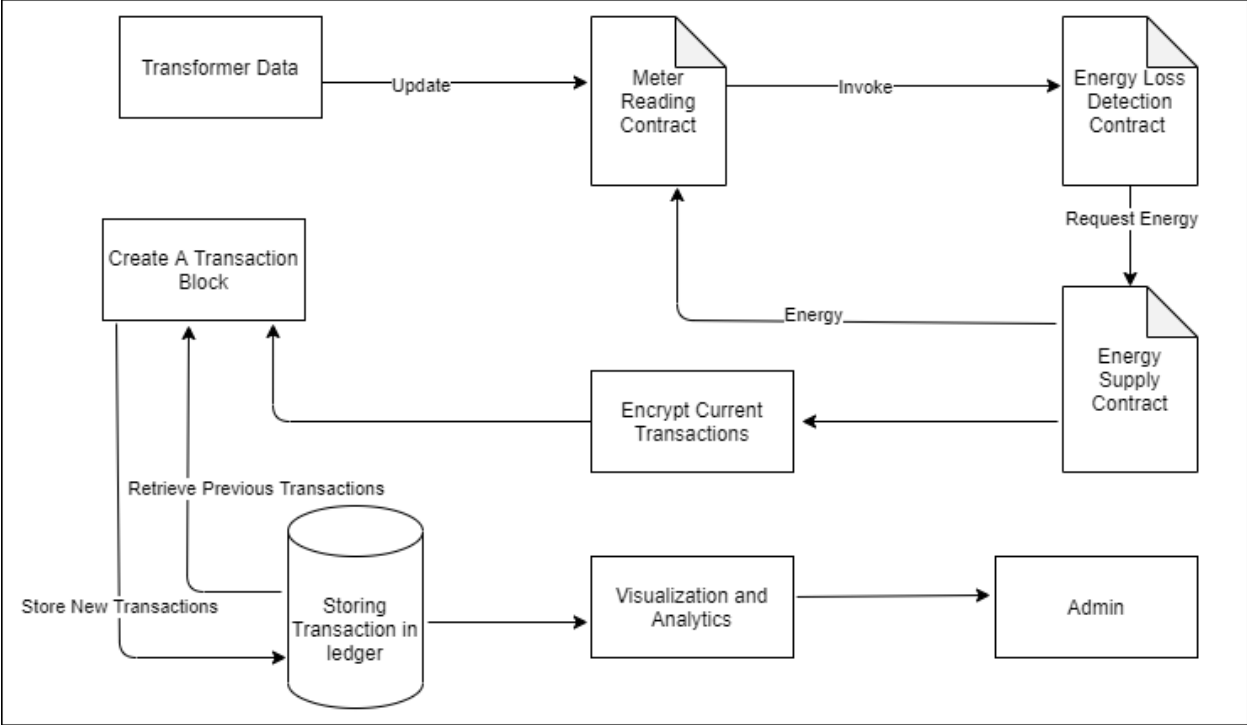 Transformer Data
Update
Meter
Reading
Contract
Invoke
Energy Loss
Detection
Contract
Request Energy
Create A Transaction
Block
Energy
Energy
Supply
Contract
Encrypt Current
Transactions
Retrieve Previous Transactions
Store New Transactions
Storing
Transaction in
ledger
Visualization and
Analytics
Admin